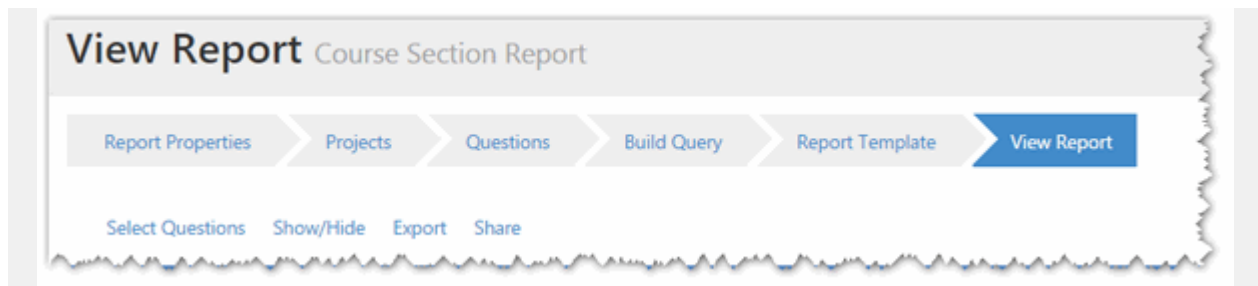 View Report Course Section Report
Report Properties Projects Questions Build Query Report Template View Report
Select Questions Show/Hide Export Share